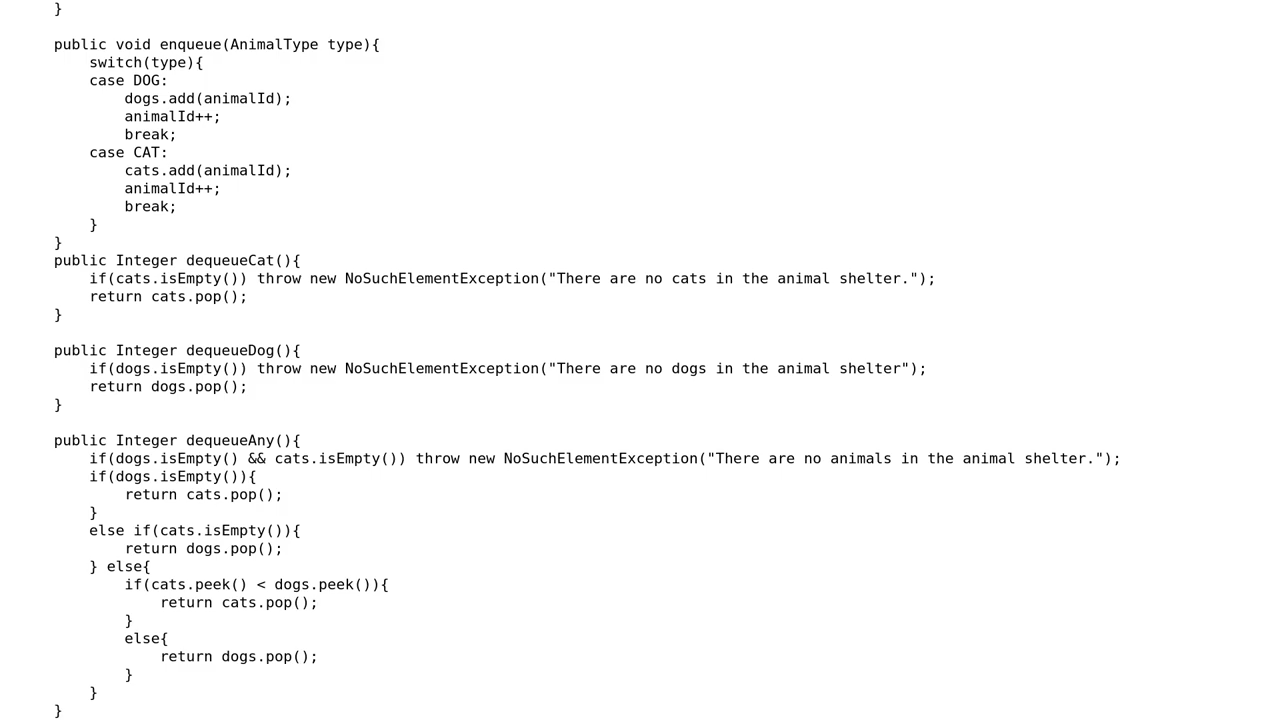 }
public void enqueue(AnimalType type){
switch(type){
case DOG:
dogs.add(animalId);
animalId++;
break;
case CAT:
cats.add(animalId);
animalId++;
break;
}
}
public Integer dequeueCat(){
if(cats.isEmpty()) throw new NoSuchElementException("There are no cats in the animal shelter.");
return cats.pop();
}
public Integer dequeueDog(){
if(dogs.isEmpty()) throw new NoSuchElementException("There are no dogs in the animal shelter");
return dogs.pop();
}
public Integer dequeueAny(){
if(dogs.isEmpty() && cats.isEmpty()) throw new NoSuchElementException("There are no animals in the animal shelter.");
if(dogs.isEmpty()){
return cats.pop();
}
else if(cats.isEmpty()){
return dogs.pop();
} else{
if(cats.peek() < dogs.peek()){
return cats.pop();
}
else{
return dogs.pop();
}
}
}